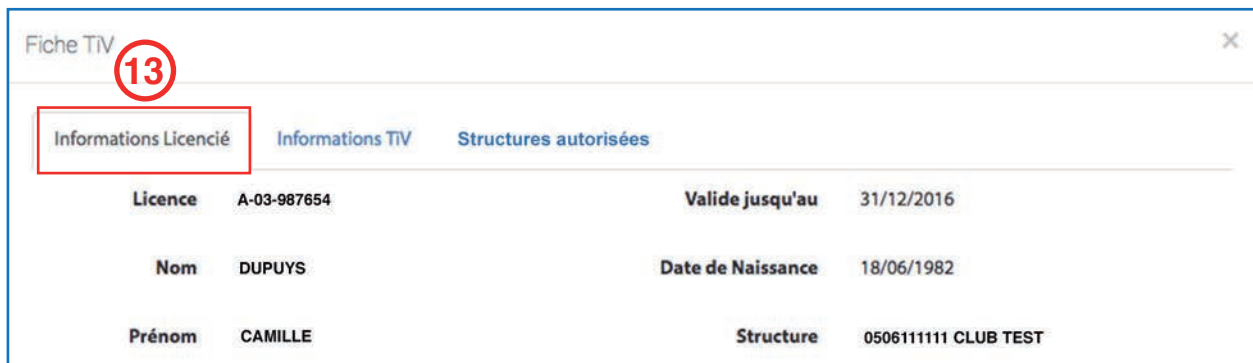 Fiche TiV ×
13
Informations Licencié Informations TiV Structures autorisées
Licence A-03-987654 Valide jusqu'au 31/12/2016
Nom DUPUYS Date de Naissance 18/06/1982
Prénom CAMILLE Structure 0506111111 CLUB TEST